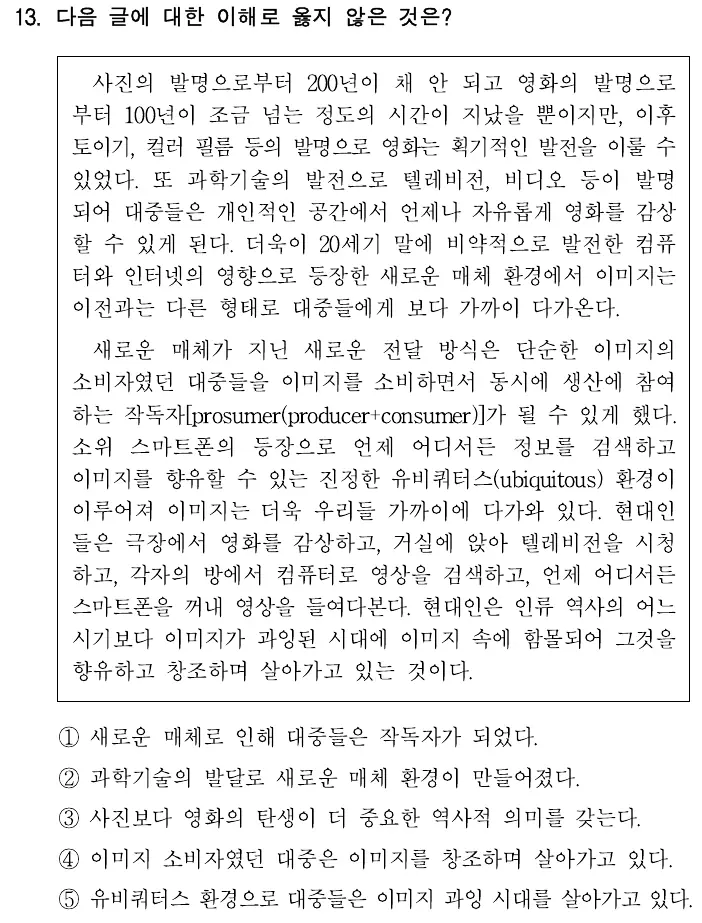 13. 다음 글에 대한 이해로 옳지 않은 것은?
사진의 발명으로부터 200년이 채 안 되고 영화의 발명으로
부터 100년이 조금 넘는 정도의 시간이 지났을 뿐이지만, 이후
토이기, 컬러 필름 등의 발명으로 영화는 획기적인 발전을 이룰 수
있었다. 또 과학기술의 발전으로 텔레비전, 비디오 등이 발명
되어 대중들은 개인적인 공간에서 언제나 자유롭게 영화를 감상
할 수 있게 된다. 더욱이 20세기 말에 비약적으로 발전한 컴퓨
터와 인터넷의 영향으로 등장한 새로운 매체 환경에서 이미지는
이전과는 다른 형태로 대중들에게 보다 가까이 다가온다.
새로운 매체가 지닌 새로운 전달 방식은 단순한 이미지의
소비자였던 대중들을 이미지를 소비하면서 동시에 생산에 참여
하는 작독자[prosumer(producer+consumer)]가 될 수 있게 했다.
소위 스마트폰의 등장으로 언제 어디서든 정보를 검색하고
이미지를 향유할 수 있는 진정한 유비쿼터스(ubiquitous) 환경이
이루어져 이미지는 더욱 우리들 가까이에 다가와 있다. 현대인
들은 극장에서 영화를 감상하고, 거실에 앉아 텔레비전을 시청
하고, 각자의 방에서 컴퓨터로 영상을 검색하고, 언제 어디서든
스마트폰을 꺼내 영상을 들여다본다. 현대인은 인류 역사의 어느
시기보다 이미지가 과잉된 시대에 이미지 속에 함몰되어 그것을
향유하고 창조하며 살아가고 있는 것이다.
① 새로운 매체로 인해 대중들은 작독자가 되었다.
② 과학기술의 발달로 새로운 매체 환경이 만들어졌다.
③ 사진보다 영화의 탄생이 더 중요한 역사적 의미를 갖는다.
④ 이미지 소비자였던 대중은 이미지를 창조하며 살아가고 있다.
⑤ 유비쿼터스 환경으로 대중들은 이미지 과잉 시대를 살아가고 있다.